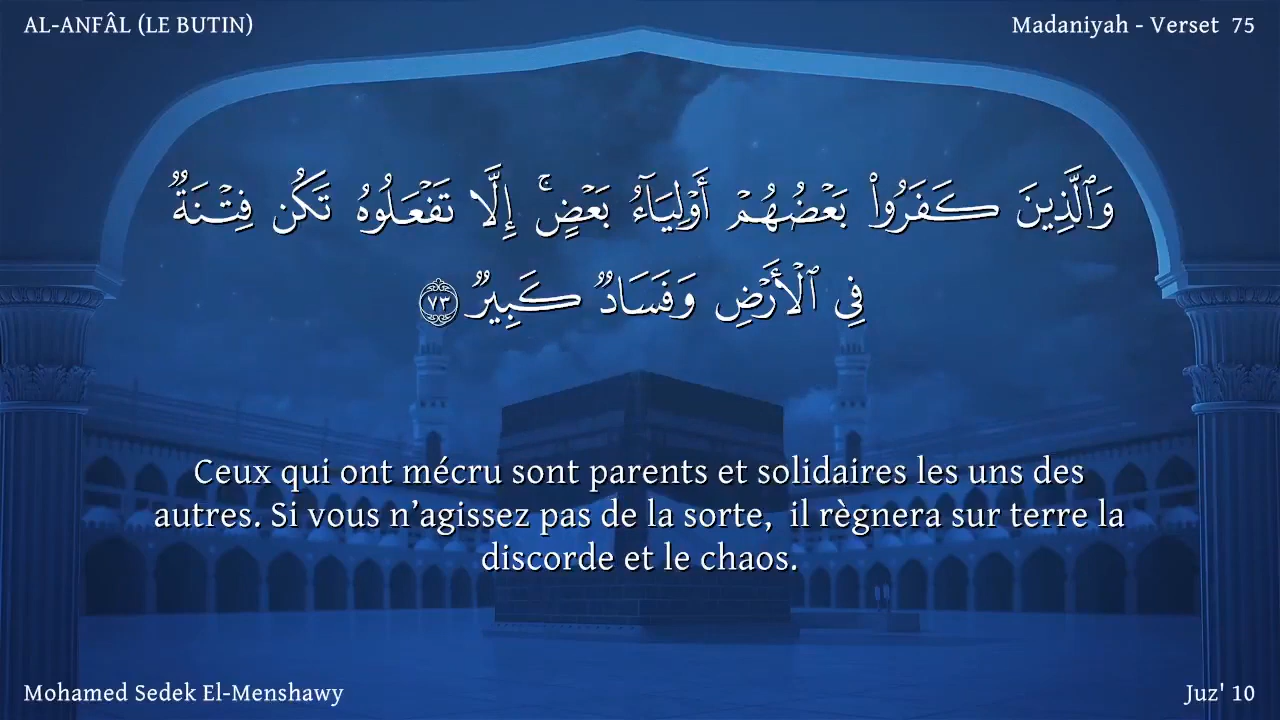 AL-ANFÂL (LE BUTIN)
Madaniyah - Verset 75
وَٱلَّذِينَ كَفَرُوا۟ بَعْضُهُمْ أَوْلِيَآءُ بَعْضٍ ۚ إِلَّا تَفْعَلُوهُ تَكُن فِتْنَةٌ
فِى ٱلْأَرْضِ وَفَسَادٌ كَبِيرٌ ٧٣
Ceux qui ont mécru sont parents et solidaires les uns des
autres. Si vous n’agissez pas de la sorte, il règnera sur terre la
discorde et le chaos.
Mohamed Sedek El-Menshawy
Juz' 10